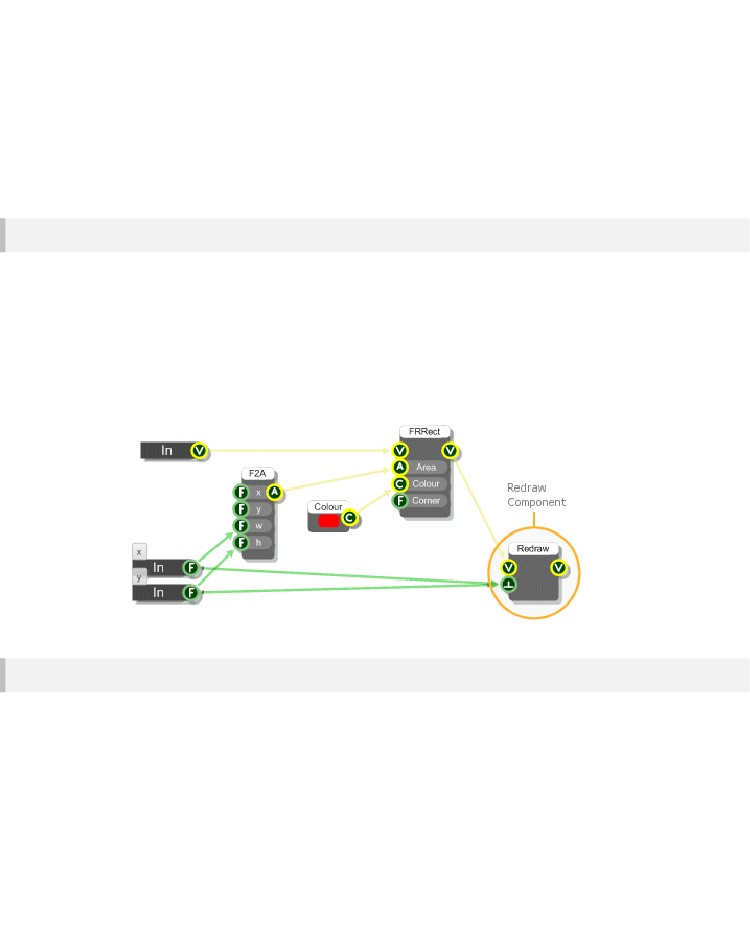 FRRect
In V
V V
F2A
A Area
F x A
C Colour
Redraw
Component
F y
Colour
C
F Corner
F w
F h
Redraw
x
In F
V V
y
In F